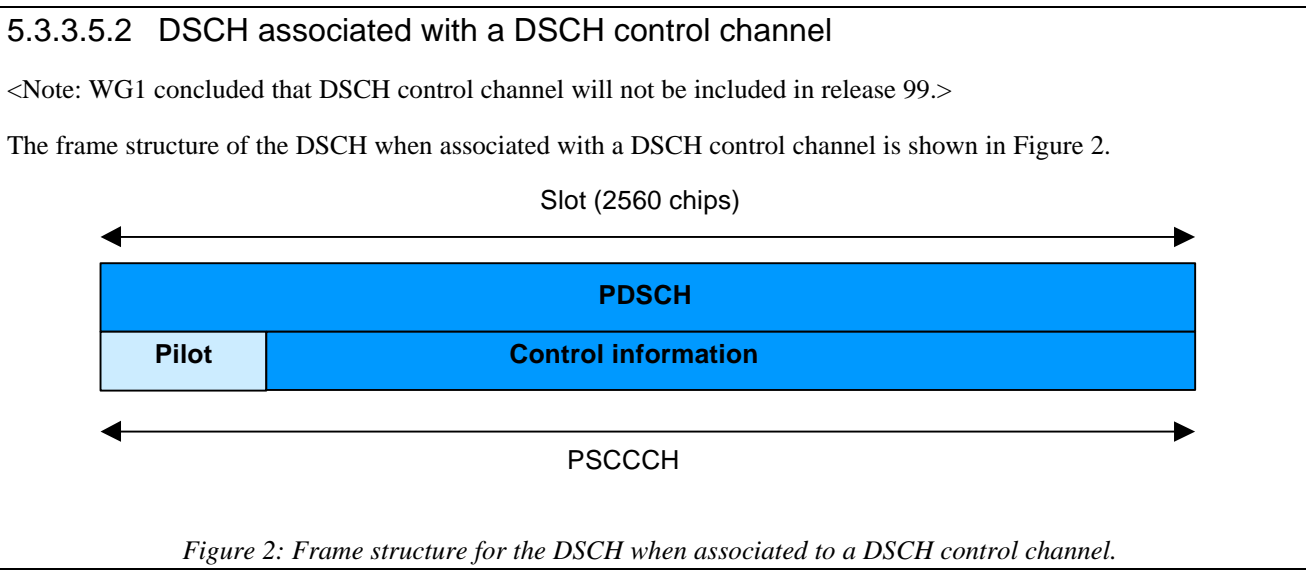 5.3.3.5.2 DSCH associated with a DSCH control channel
<Note: WG1 concluded that DSCH control channel will not be included in release 99.>
The frame structure of the DSCH when associated with a DSCH control channel is shown in Figure 2.
Slot (2560 chips)
PDSCH
Pilot Control information
PSCCCH
Figure 2: Frame structure for the DSCH when associated to a DSCH control channel.